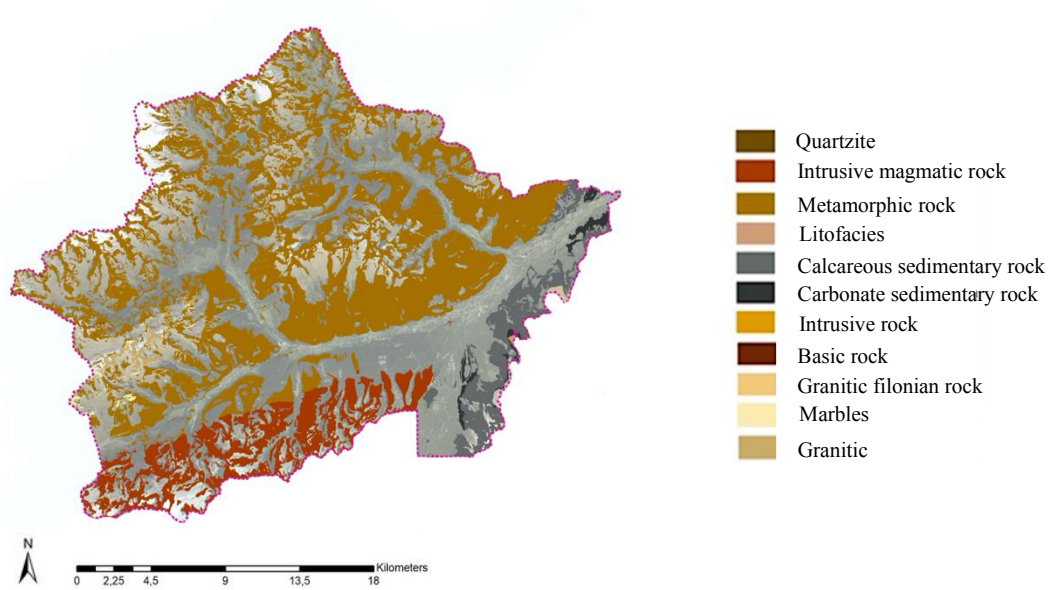 Quartzite
Intrusive magmatic rock
Metamorphic rock
Litofacies
Calcareous sedimentary rock
Carbonate sedimentary rock
Intrusive rock
Basic rock
Granitic filonian rock
Marbles
Granitic
N
Kilometers
0 2,25 4,5 9 13,5 18